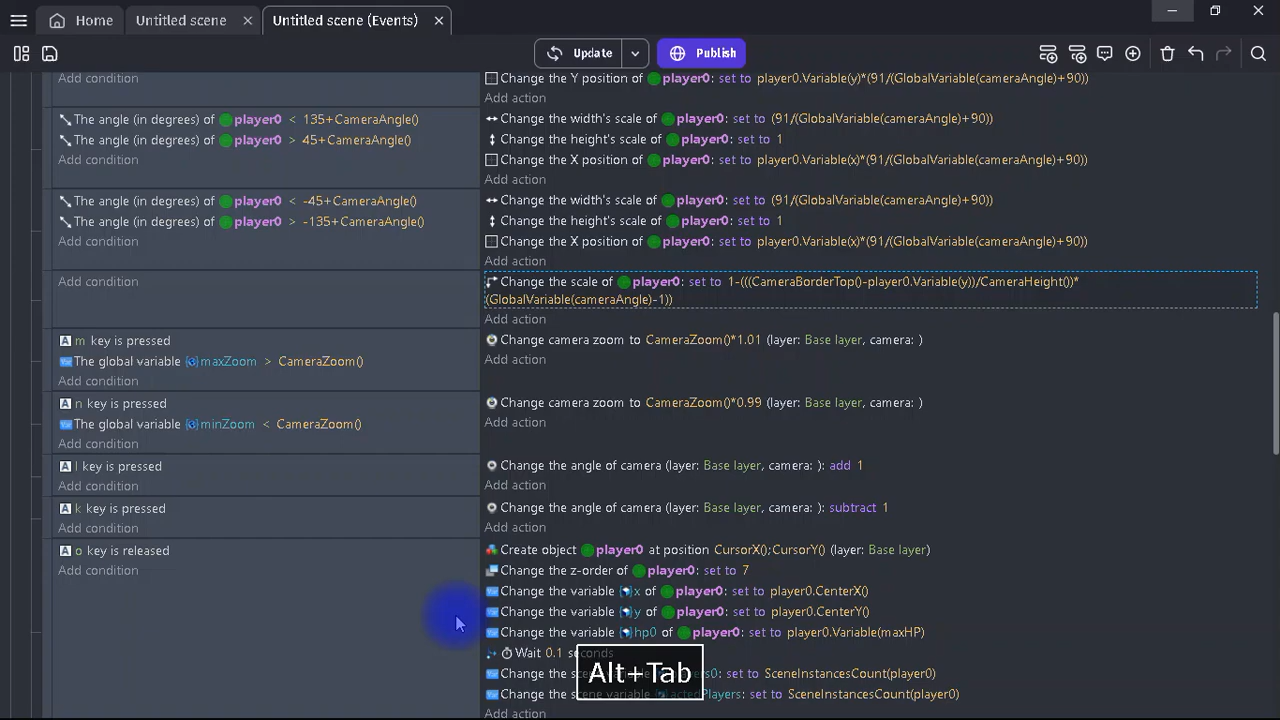 Home
Untitled scene
Untitled scene (Events)
Update
Publish
Add condition
Change the Y position of player0: set to player0.Variable(y)*(91/(GlobalVariable(cameraAngle)+90))
Add action
The angle (in degrees) of player0 < 135+CameraAngle()
The angle (in degrees) of player0 > 45+CameraAngle()
Add condition
Change the width's scale of player0: set to (91/(GlobalVariable(cameraAngle)+90))
Change the height's scale of player0: set to 1
Change the X position of player0: set to player0.Variable(x)*(91/(GlobalVariable(cameraAngle)+90))
Add action
The angle (in degrees) of player0 < -45+CameraAngle()
The angle (in degrees) of player0 > -135+CameraAngle()
Add condition
Change the width's scale of player0: set to (91/(GlobalVariable(cameraAngle)+90))
Change the height's scale of player0: set to 1
Change the X position of player0: set to player0.Variable(x)*(91/(GlobalVariable(cameraAngle)+90))
Add action
Add condition
Change the scale of player0: set to 1-(((CameraBorderTop()-player0.Variable(y))/CameraHeight())*
(GlobalVariable(cameraAngle)-1))
Add action
m key is pressed
The global variable maxZoom > CameraZoom()
Add condition
Change camera zoom to CameraZoom()*1.01 (layer: Base layer, camera: )
Add action
n key is pressed
The global variable minZoom < CameraZoom()
Add condition
Change camera zoom to CameraZoom()*0.99 (layer: Base layer, camera: )
Add action
l key is pressed
Add condition
Change the angle of camera (layer: Base layer, camera: ): add 1
Add action
k key is pressed
Add condition
Change the angle of camera (layer: Base layer, camera: ): subtract 1
Add action
o key is released
Add condition
Create object player0 at position CursorX();CursorY() (layer: Base layer)
Change the z-order of player0: set to 7
Change the variable x of player0: set to player0.CenterX()
Change the variable y of player0: set to player0.CenterY()
Change the variable hp0 of player0: set to player0.Variable(maxHP)
Wait 0.1 seconds
Change the scene variable s0: set to SceneInstancesCount(player0)
Change the scene variable actedPlayers: set to SceneInstancesCount(player0)
Add action
Alt+Tab